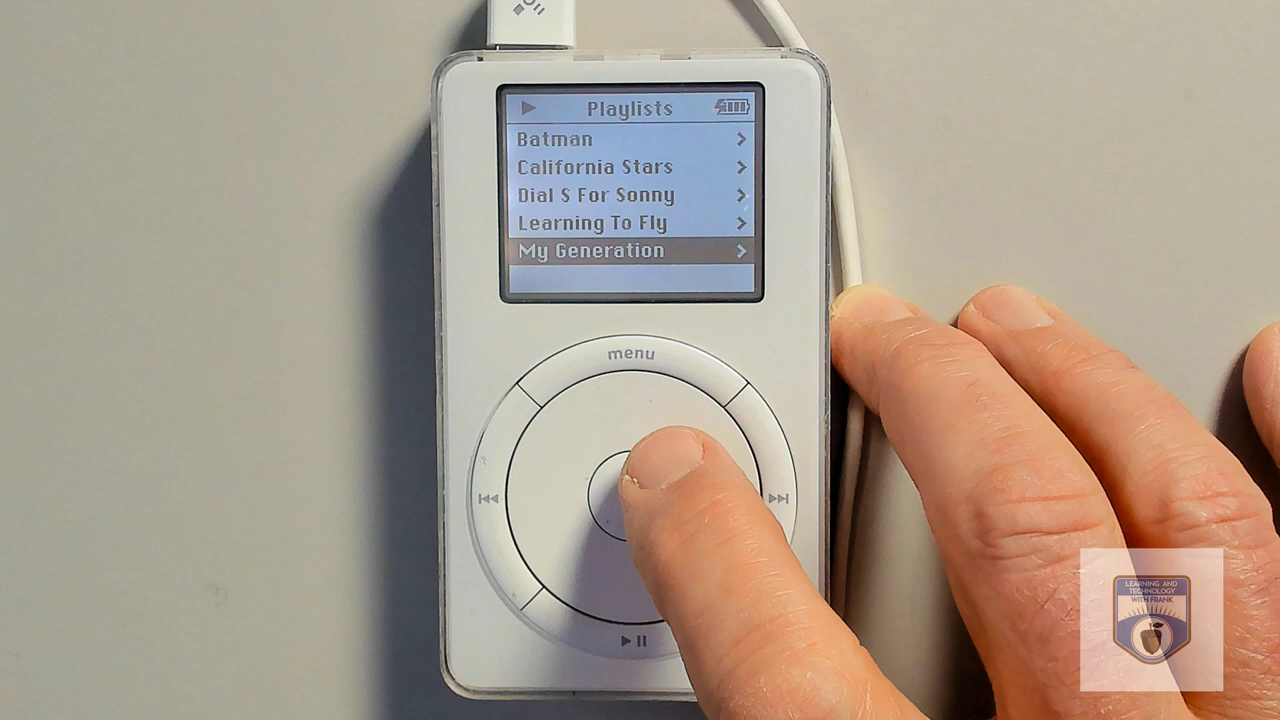 Playlists
Batman
California Stars
Dial S For Sonny
Learning To Fly
My Generation
menu
LEARNING AND
TECHNOLOGY
WITH FRANK